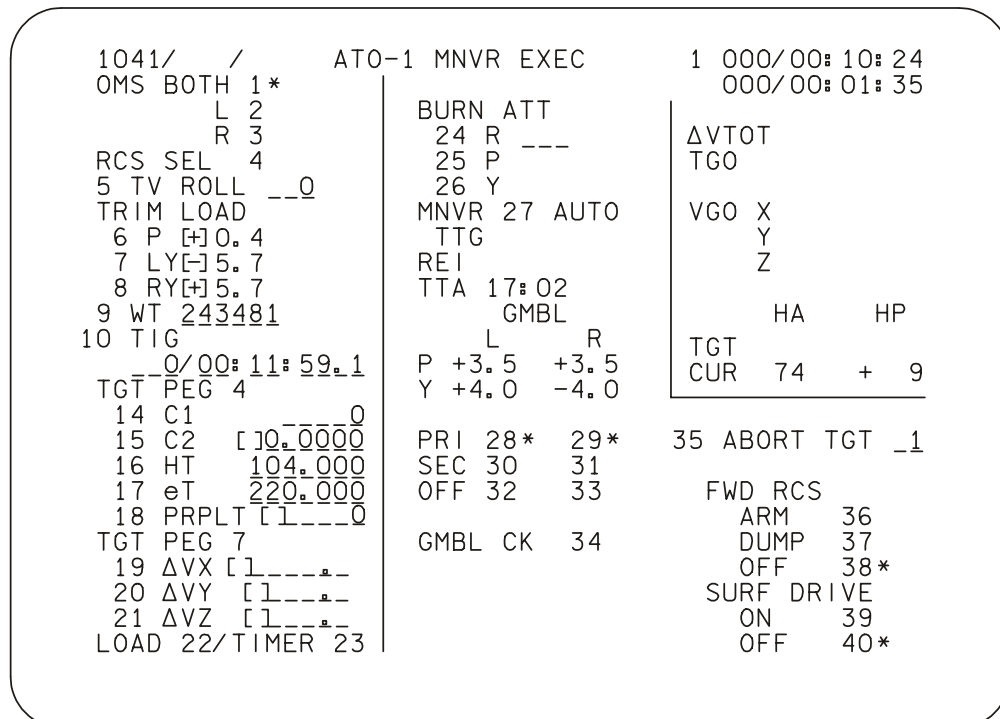 1041/   /     ATO-1 MNVR EXEC     1 000/00:10:24
OMS BOTH 1*     000/00:01:35
L 2     BURN ATT
R 3     24 R ___     ΔVTOT
RCS SEL  4     25 P     TGO
5 TV ROLL __0     26 Y
TRIM LOAD     MNVR 27 AUTO     VGO X
6 P [+]0.4     TTG     Y
7 LY[-]5.7     REI     Z
8 RY[+]5.7     TTA 17:02
9 WT 243481     GMBL     HA     HP
10 TIG     L     R     TGT
__0/00:11:59.1     P +3.5  +3.5     CUR  74  +  9
TGT PEG 4     Y +4.0  -4.0
14 C1     ____0
15 C2  [ ]0.0000     PRI 28*  29*     35 ABORT TGT _1
16 HT  104.000     SEC 30  31
17 eT  220.000     OFF 32  33     FWD RCS
18 PRPLT [ ]____0     ARM  36
TGT PEG 7     GMBL CK  34     DUMP  37
19 ΔVX [ ]____._     OFF  38*
20 ΔVY [ ]___._     SURF DRIVE
21 ΔVZ [ ]___._     ON  39
LOAD 22/TIMER 23     OFF  40*